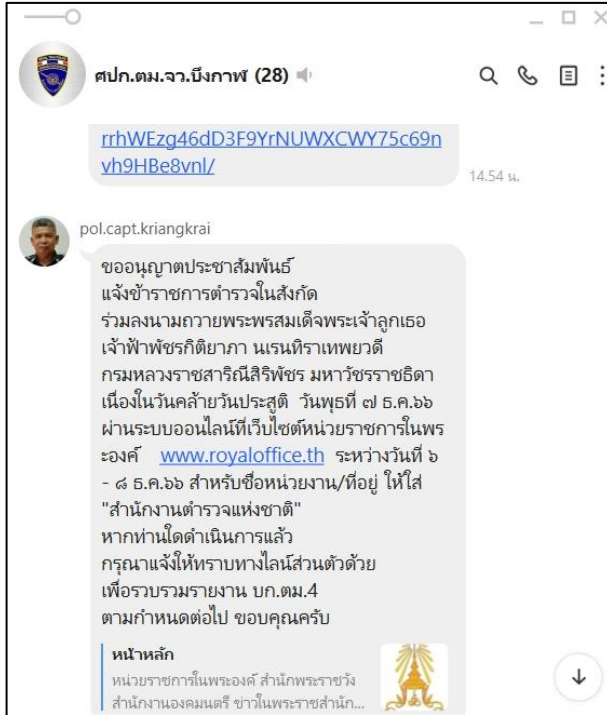 ศปก.ตม.จว.บึงกาฬ (28)
rrhWEzg46dD3F9YrNUWXCWY75c69n
vh9HBe8vnl/
14.54 น.
pol.capt.kriangkrai
ขออนุญาตประชาสัมพันธ์
แจ้งข้าราชการตำรวจในสังกัด
ร่วมลงนามถวายพระพรสมเด็จพระเจ้าลูกเธอ
เจ้าฟ้าพัชรกิติยาภา นเรนทิราเทพยวดี
กรมหลวงราชสาริณีสิริพัชร มหาวัชรราชธิดา
เนื่องในวันคล้ายวันประสูติ วันพุธที่ ๗ ธ.ค.๖๖
ผ่านระบบออนไลน์ที่เว็บไซต์หน่วยราชการในพร
ะองค์ www.royaloffice.th ระหว่างวันที่ ๖
- ๘ ธ.ค.๖๖ สำหรับชื่อหน่วยงาน/ที่อยู่ ให้ใส่
"สำนักงานตำรวจแห่งชาติ"
หากท่านใดดำเนินการแล้ว
กรุณาแจ้งให้ทราบทางไลน์ส่วนตัวด้วย
เพื่อรวบรวมรายงาน บก.ตม.4
ตามกำหนดต่อไป ขอบคุณครับ
หน้าหลัก
หน่วยราชการในพระองค์ สำนักพระราชวัง
สำนักงานองคมนตรี ข่าวในพระราชสำนัก...